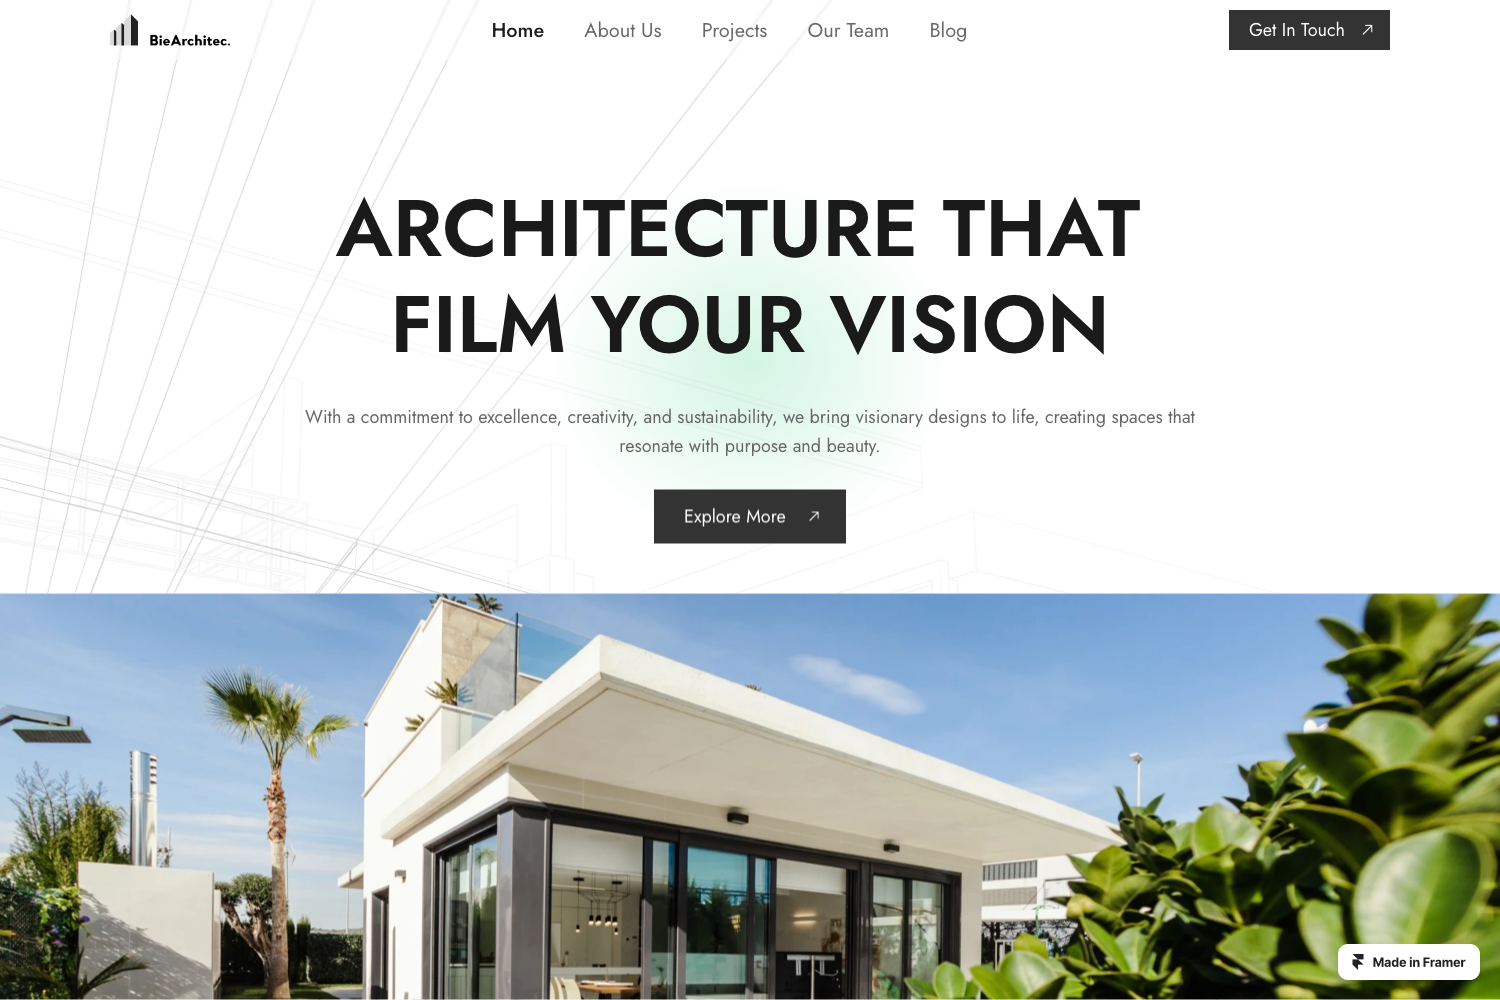 BieArchitec.
Home
About Us
Projects
Our Team
Blog
Get In Touch
ARCHITECTURE THAT
FILM YOUR VISION
With a commitment to excellence, creativity, and sustainability, we bring visionary designs to life, creating spaces that
resonate with purpose and beauty.
Explore More
Made in Framer